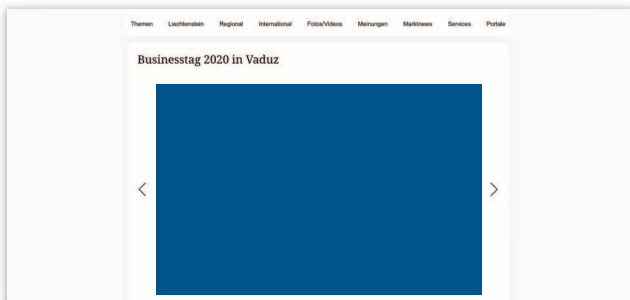 Themen Liechtenstein Regional International Fotos/Videos Meinungen Marktnews Services Portale
Businesstag 2020 in Vaduz